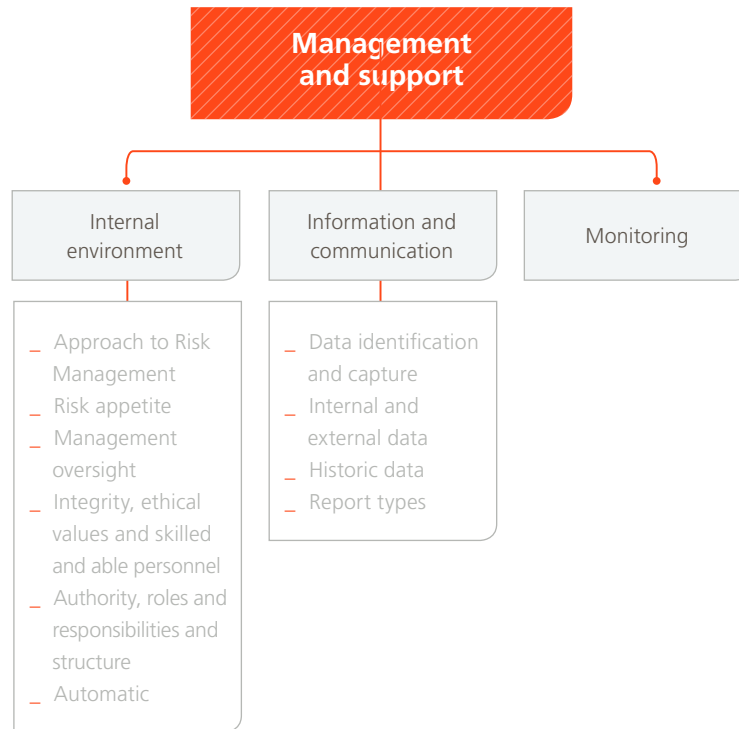 Management
and support
Internal
environment
Information and
communication
Monitoring
_ Approach to Risk
Management
_ Risk appetite
_ Management
oversight
_ Integrity, ethical
values and skilled
and able personnel
_ Authority, roles and
responsibilities and
structure
_ Automatic
_ Data identification
and capture
_ Internal and
external data
_ Historic data
_ Report types